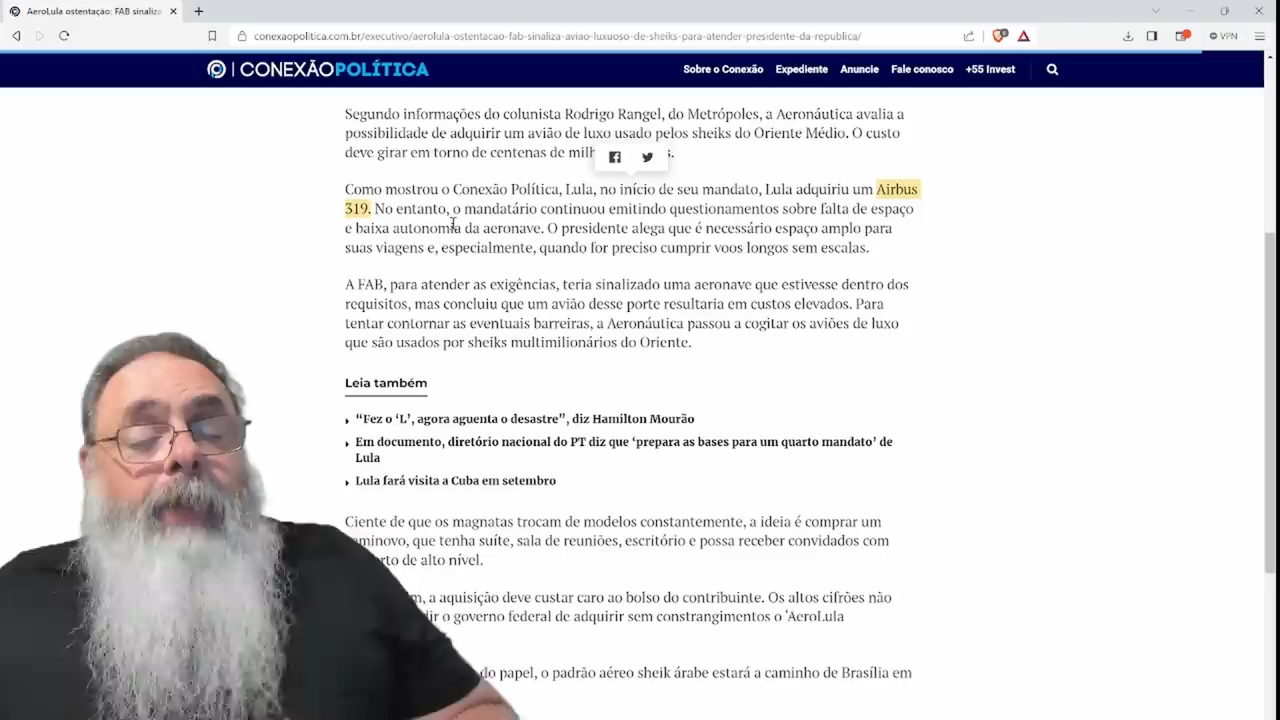 AeroLula ostentação: FAB sinaliza
conexaopolitica.com.br/executivo/aerolula-ostentacao-fab-sinaliza-aviao-luxuoso-de-sheiks-para-atender-presidente-da-republica/
VPN
CONEXÃOPOLÍTICA
Sobre o Conexão Expediente Anuncie Fale conosco +55 Invest
Segundo informações do colunista Rodrigo Rangel, do Metrópoles, a Aeronáutica avalia a
possibilidade de adquirir um avião de luxo usado pelos sheiks do Oriente Médio. O custo
deve girar em torno de centenas de
Como mostrou o Conexão Política, Lula, no início de seu mandato, Lula adquiriu um Airbus
319. No entanto, o mandatário continuou emitindo questionamentos sobre falta de espaço
e baixa autonomia da aeronave. O presidente alega que é necessário espaço amplo para
suas viagens e, especialmente, quando for preciso cumprir voos longos sem escalas.
A FAB, para atender as exigências, teria sinalizado uma aeronave que estivesse dentro dos
requisitos, mas concluiu que um avião desse porte resultaria em custos elevados. Para
tentar contornar as eventuais barreiras, a Aeronáutica passou a cogitar os aviões de luxo
que são usados por sheiks multimilionários do Oriente.
Leia também
“Fez o ‘L’, agora aguenta o desastre”, diz Hamilton Mourão
Em documento, diretório nacional do PT diz que ‘prepara as bases para um quarto mandato’ de
Lula
Lula fará visita a Cuba em setembro
Ciente de que os magnatas trocam de modelos constantemente, a ideia é comprar um
que tenha suíte, sala de reuniões, escritório e possa receber convidados com
de alto nível.
a aquisição deve custar caro ao bolso do contribuinte. Os altos cifrões não
o governo federal de adquirir sem constrangimentos o ‘AeroLula
do papel, o padrão aéreo sheik árabe estará a caminho de Brasília em